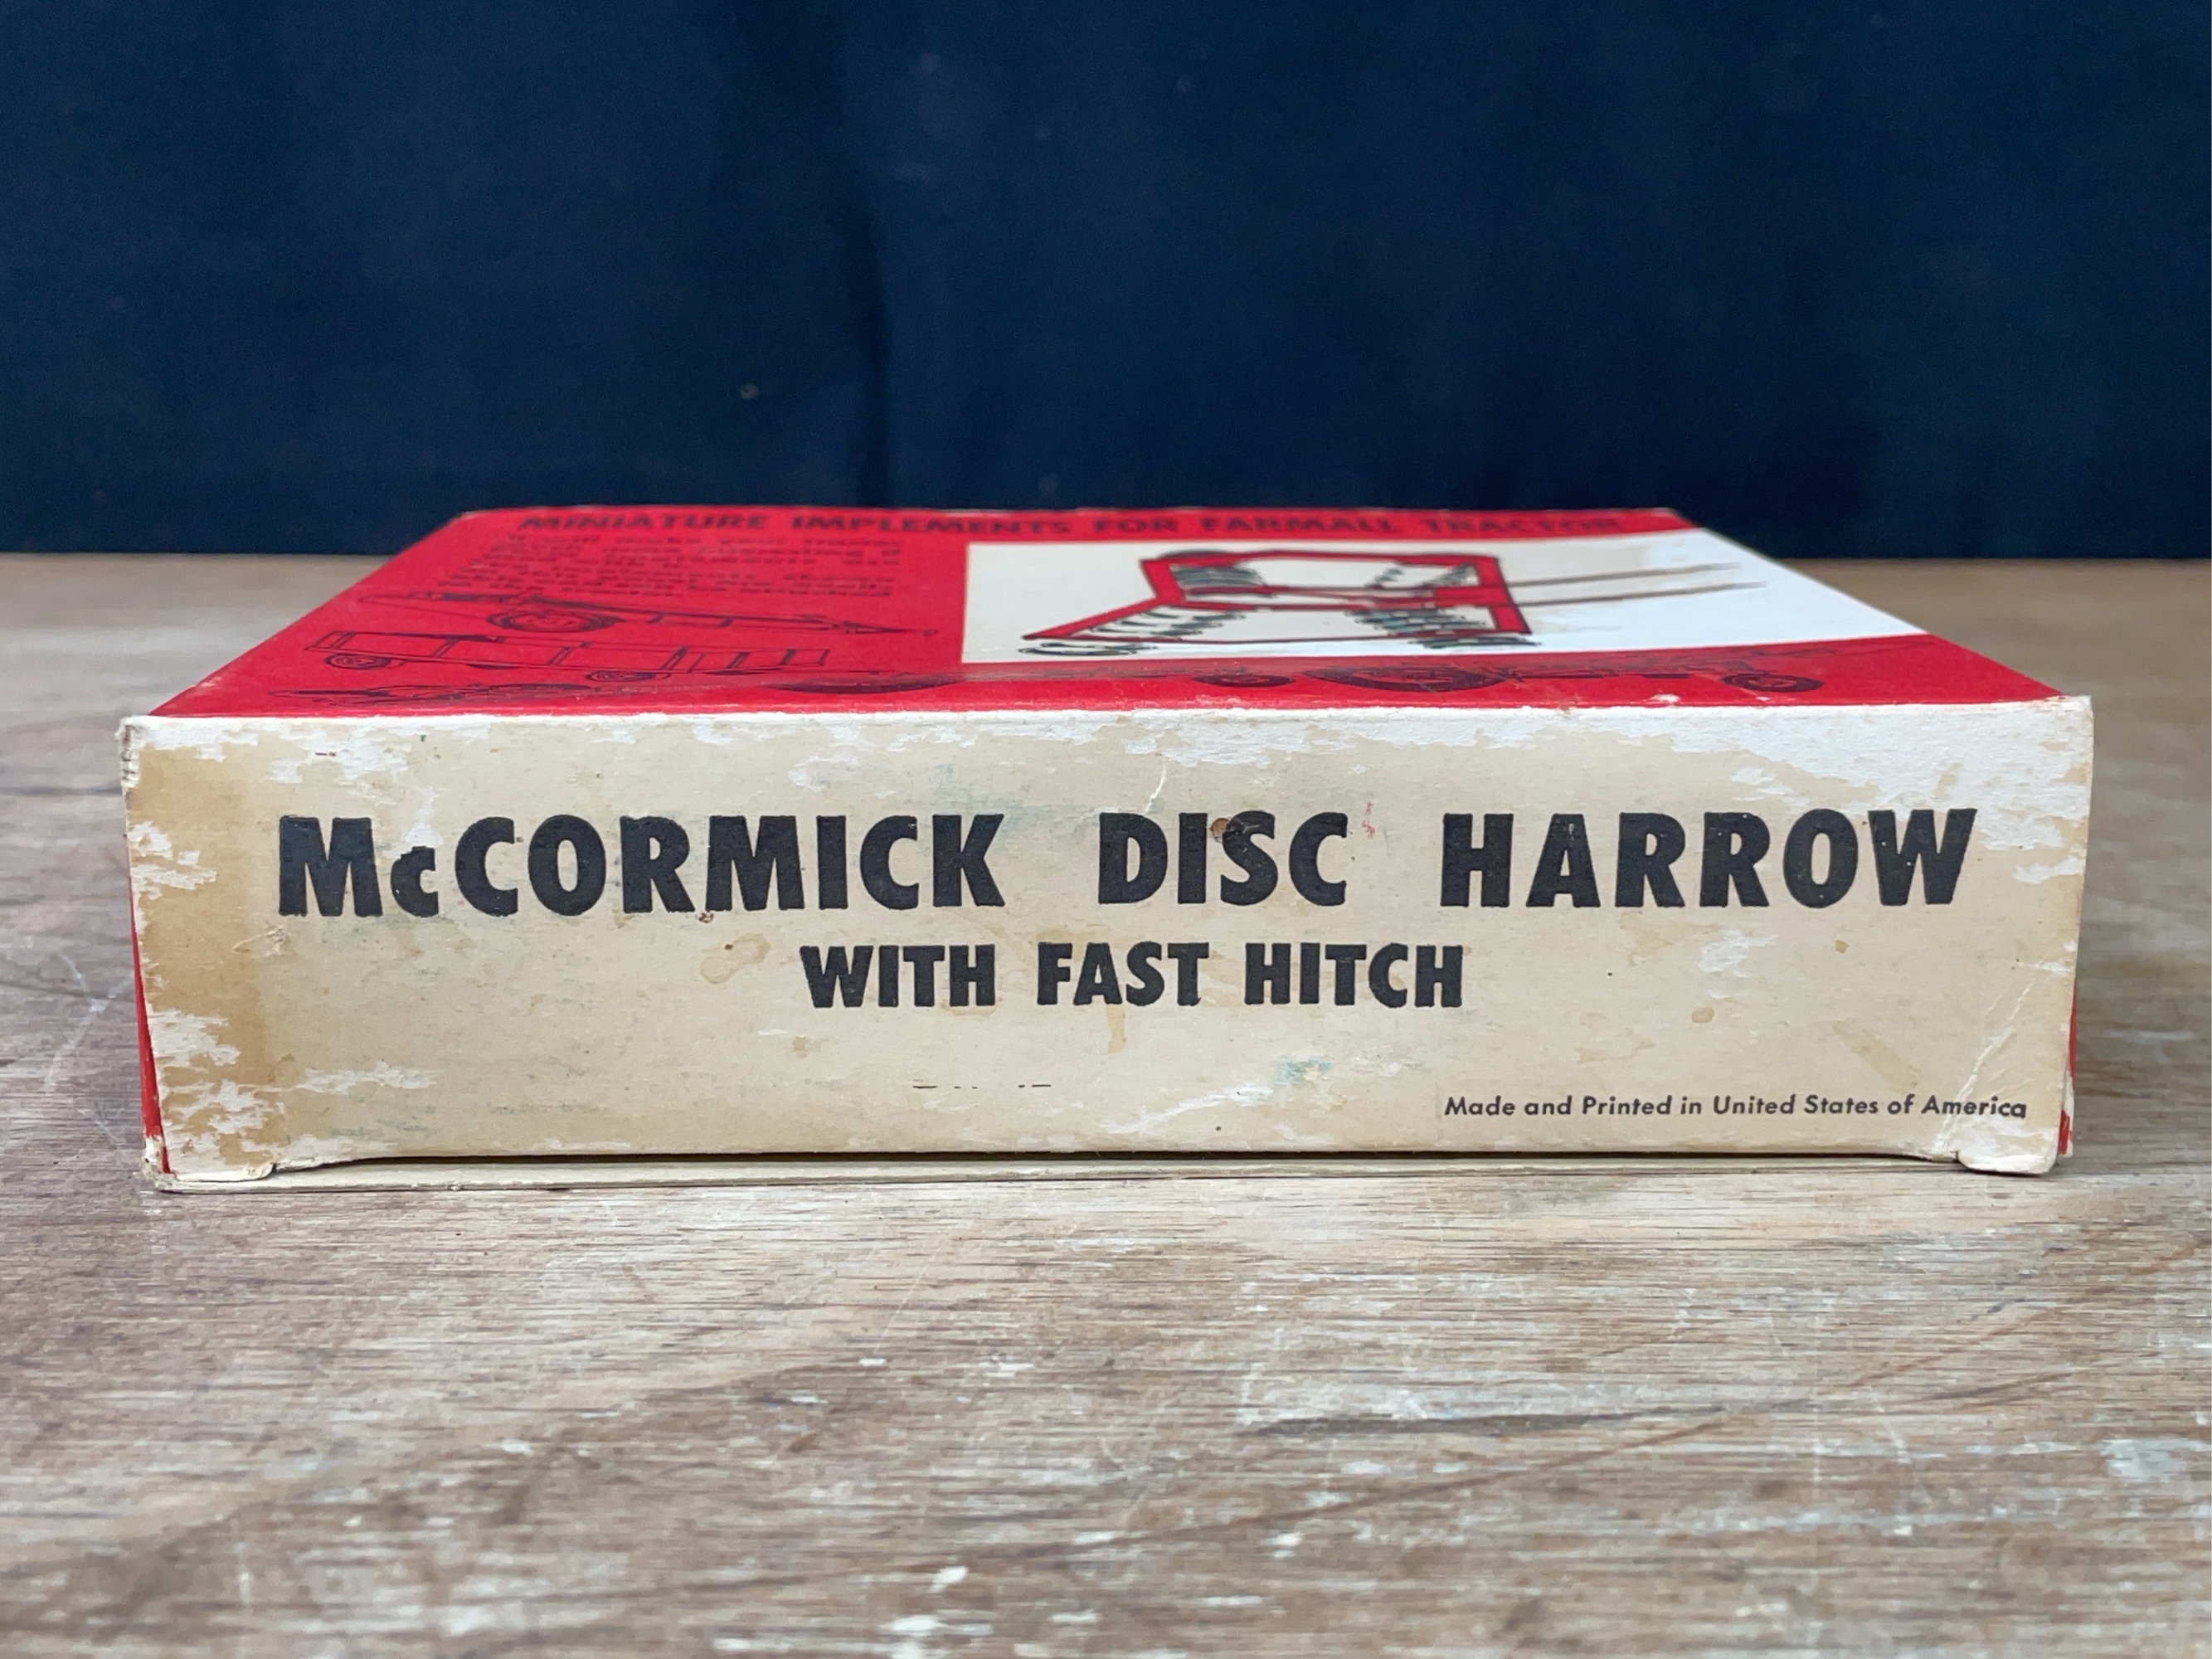 MINIATURE IMPLEMENTS FOR FARMALL TRACTOR
McCORMICK DISC HARROW
WITH FAST HITCH
Made and Printed in United States of America